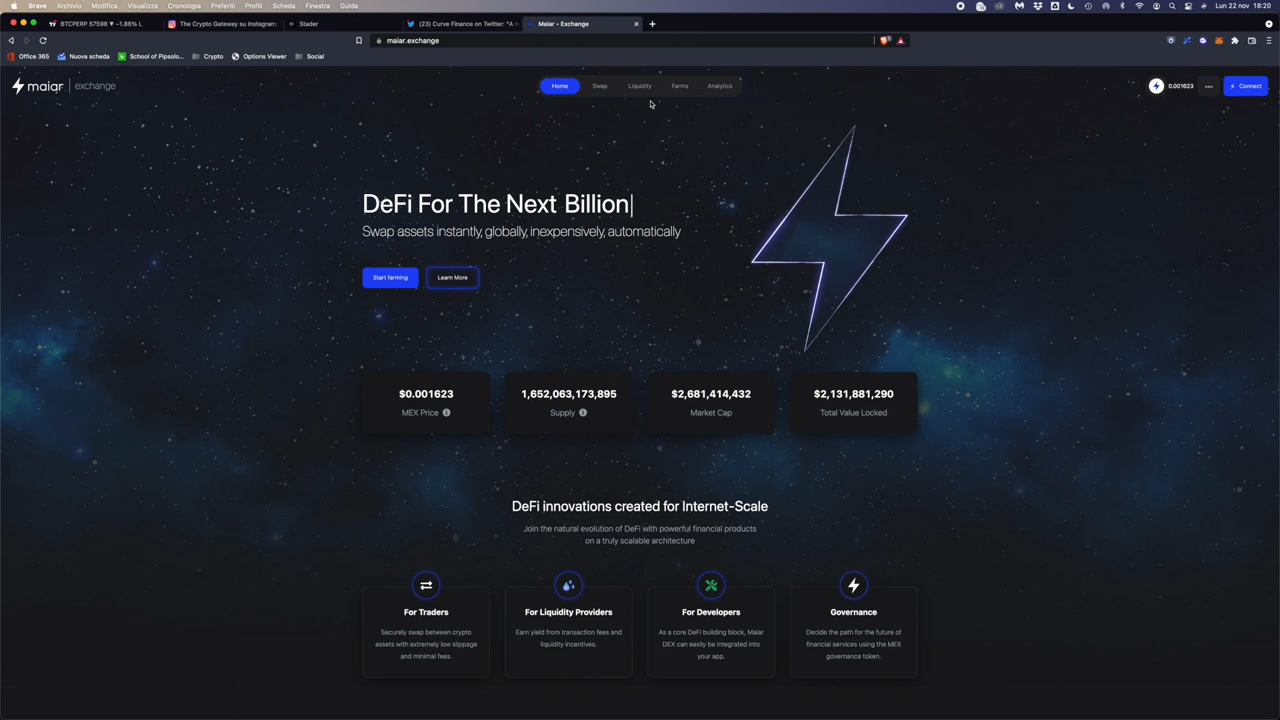 Brave Archivio Modifica Visualizza Cronologia Preferiti Profili Scheda Finestra Guida Lun 22 nov 18:20
BTCPERP 57598 ▼ −1.86% L The Crypto Gateway su Instagram: Stader (23) Curve Finance on Twitter: "A n Maiar • Exchange
maiar.exchange
Office 365 Nuova scheda School of Pipsolo... Crypto Options Viewer Social
maiar exchange Home Swap Liquidity Farms Analytics 0.001623 Connect
DeFi For The Next Billion
Swap assets instantly, globally, inexpensively, automatically
Start farming Learn More
$0.001623 1,652,063,173,895 $2,681,414,432 $2,131,881,290
MEX Price Supply Market Cap Total Value Locked
DeFi innovations created for Internet-Scale
Join the natural evolution of DeFi with powerful financial products
on a truly scalable architecture
For Traders
Securely swap between crypto
assets with extremely low slippage
and minimal fees.
For Liquidity Providers
Earn yield from transaction fees and
liquidity incentives.
For Developers
As a core DeFi building block, Maiar
DEX can easily be integrated into
your app.
Governance
Decide the path for the future of
financial services using the MEX
governance token.